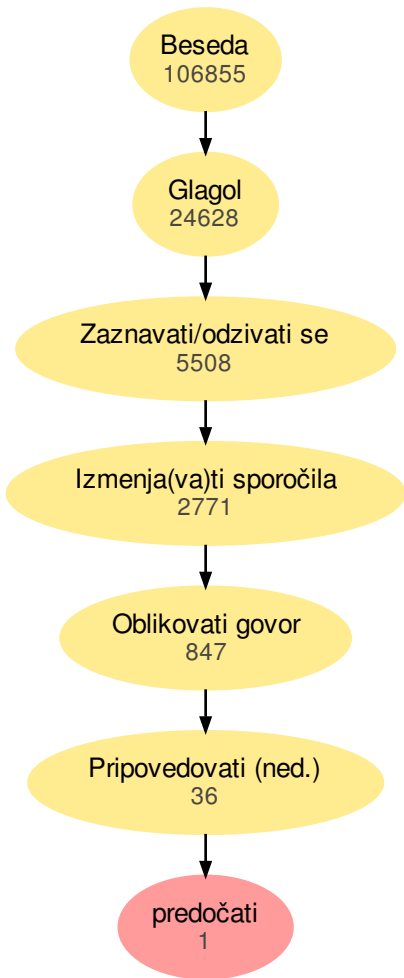 Beseda
106855
Glagol
24628
Zaznavati/odzivati se
5508
Izmenja(va)ti sporočila
2771
Oblikovati govor
847
Pripovedovati (ned.)
36
predočati
1